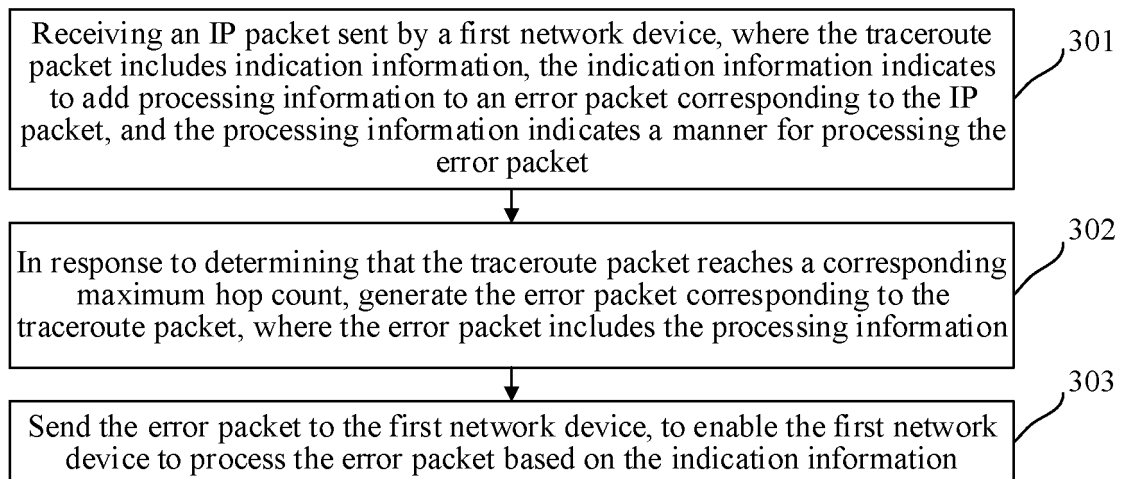 Receiving an IP packet sent by a first network device, where the traceroute
packet includes indication information, the indication information indicates
to add processing information to an error packet corresponding to the IP
packet, and the processing information indicates a manner for processing the
error packet
301
In response to determining that the traceroute packet reaches a corresponding
maximum hop count, generate the error packet corresponding to the
traceroute packet, where the error packet includes the processing information
302
Send the error packet to the first network device, to enable the first network
device to process the error packet based on the indication information
303